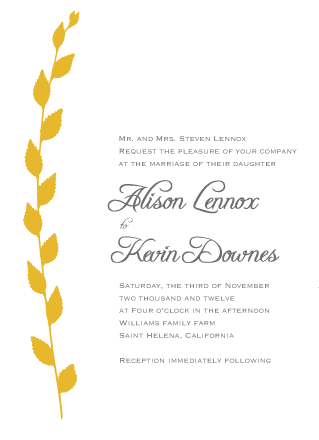 Mr. and Mrs. Steven Lennox
Request the pleasure of your company
at the marriage of their daughter
Alison Lennox
to
Kevin Downes
Saturday, the third of November
two thousand and twelve
at Four o'clock in the afternoon
Williams family farm
Saint Helena, California
Reception immediately following